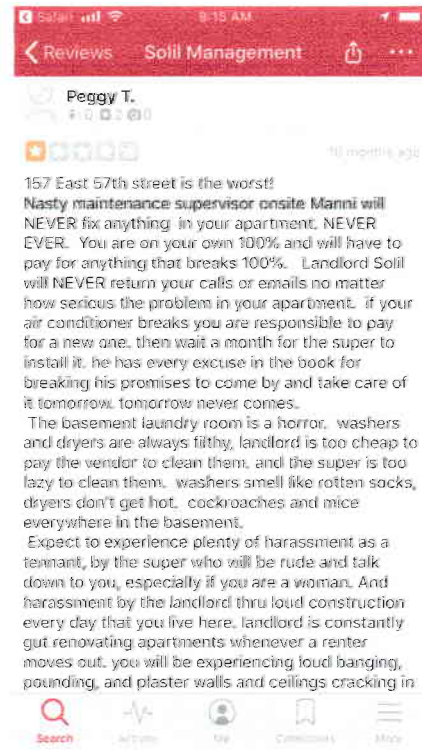 Safari 8:15 AM
Reviews Solil Management
Peggy T.
0 2 0
10 months ago
157 East 57th street is the worst!
Nasty maintenance supervisor onsite Manni will
NEVER fix anything in your apartment. NEVER
EVER. You are on your own 100% and will have to
pay for anything that breaks 100%. Landlord Solil
will NEVER return your calls or emails no matter
how serious the problem in your apartment. if your
air conditioner breaks you are responsible to pay
for a new one. then wait a month for the super to
install it. he has every excuse in the book for
breaking his promises to come by and take care of
it tomorrow. tomorrow never comes.
The basement laundry room is a horror. washers
and dryers are always filthy, landlord is too cheap to
pay the vendor to clean them. and the super is too
lazy to clean them. washers smell like rotten socks,
dryers don't get hot. cockroaches and mice
everywhere in the basement.
Expect to experience plenty of harassment as a
tennant, by the super who will be rude and talk
down to you, especially if you are a woman. And
harassment by the landlord thru loud construction
every day that you live here. landlord is constantly
gut renovating apartments whenever a renter
moves out. you will be experiencing loud banging,
pounding, and plaster walls and ceilings cracking in
Search Activity Me Collections More